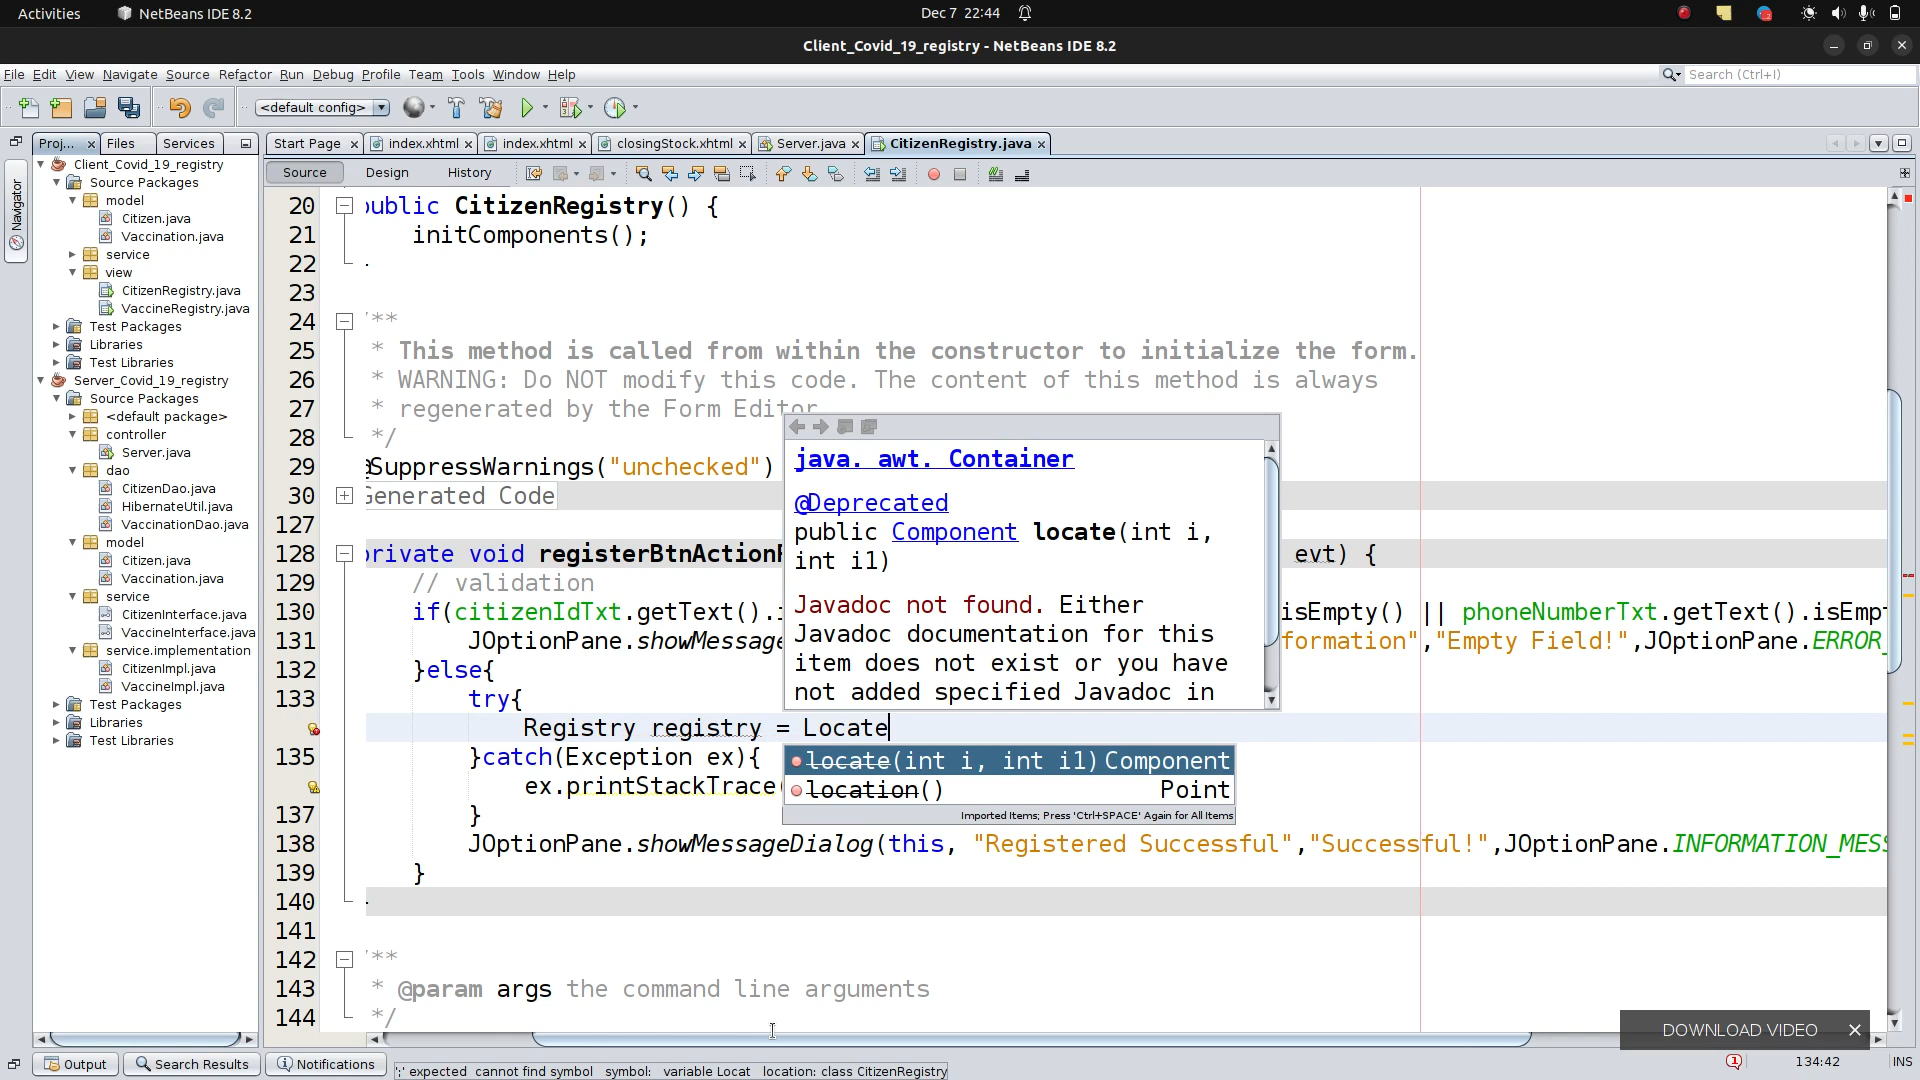 Activities NetBeans IDE 8.2 Dec 7 22:44
Client_Covid_19_registry - NetBeans IDE 8.2
File Edit View Navigate Source Refactor Run Debug Profile Team Tools Window Help Search (Ctrl+I)
<default config>
Proj... Files Services Start Page index.xhtml index.xhtml closingStock.xhtml Server.java CitizenRegistry.java
Source Design History
Navigator
Client_Covid_19_registry
Source Packages
model
Citizen.java
Vaccination.java
service
view
CitizenRegistry.java
VaccineRegistry.java
Test Packages
Libraries
Test Libraries
Server_Covid_19_registry
Source Packages
<default package>
controller
Server.java
dao
CitizenDao.java
HibernateUtil.java
VaccinationDao.java
model
Citizen.java
Vaccination.java
service
CitizenInterface.java
VaccineInterface.java
service.implementation
CitizenImpl.java
VaccineImpl.java
Test Packages
Libraries
Test Libraries
20 public CitizenRegistry() {
21 initComponents();
22
23
24 /**
25 * This method is called from within the constructor to initialize the form.
26 * WARNING: Do NOT modify this code. The content of this method is always
27 * regenerated by the Form Editor
28 */
29 @SuppressWarnings("unchecked")
30 Generated Code
127
128 private void registerBtnAction evt) {
129 // validation
130 if(citizenIdTxt.getText(). isEmpty() || phoneNumberTxt.getText().isEmp
131 JOptionPane.showMessage formation","Empty Field!",JOptionPane.ERROR_
132 }else{
133 try{
Registry registry = Locate
135 }catch(Exception ex){
ex.printStackTrace
137 }
138 JOptionPane.showMessageDialog(this, "Registered Successful","Successful!",JOptionPane.INFORMATION_MESS
139 }
140
141
142 /**
143 * @param args the command line arguments
144 */
java. awt. Container
@Deprecated
public Component locate(int i,
int i1)
Javadoc not found. Either
Javadoc documentation for this
item does not exist or you have
not added specified Javadoc in
locate(int i, int i1) Component
location() Point
Imported Items; Press 'Ctrl+SPACE' Again for All Items
DOWNLOAD VIDEO
Output Search Results Notifications ';' expected cannot find symbol symbol: variable Locat location: class CitizenRegistry 134:42 INS